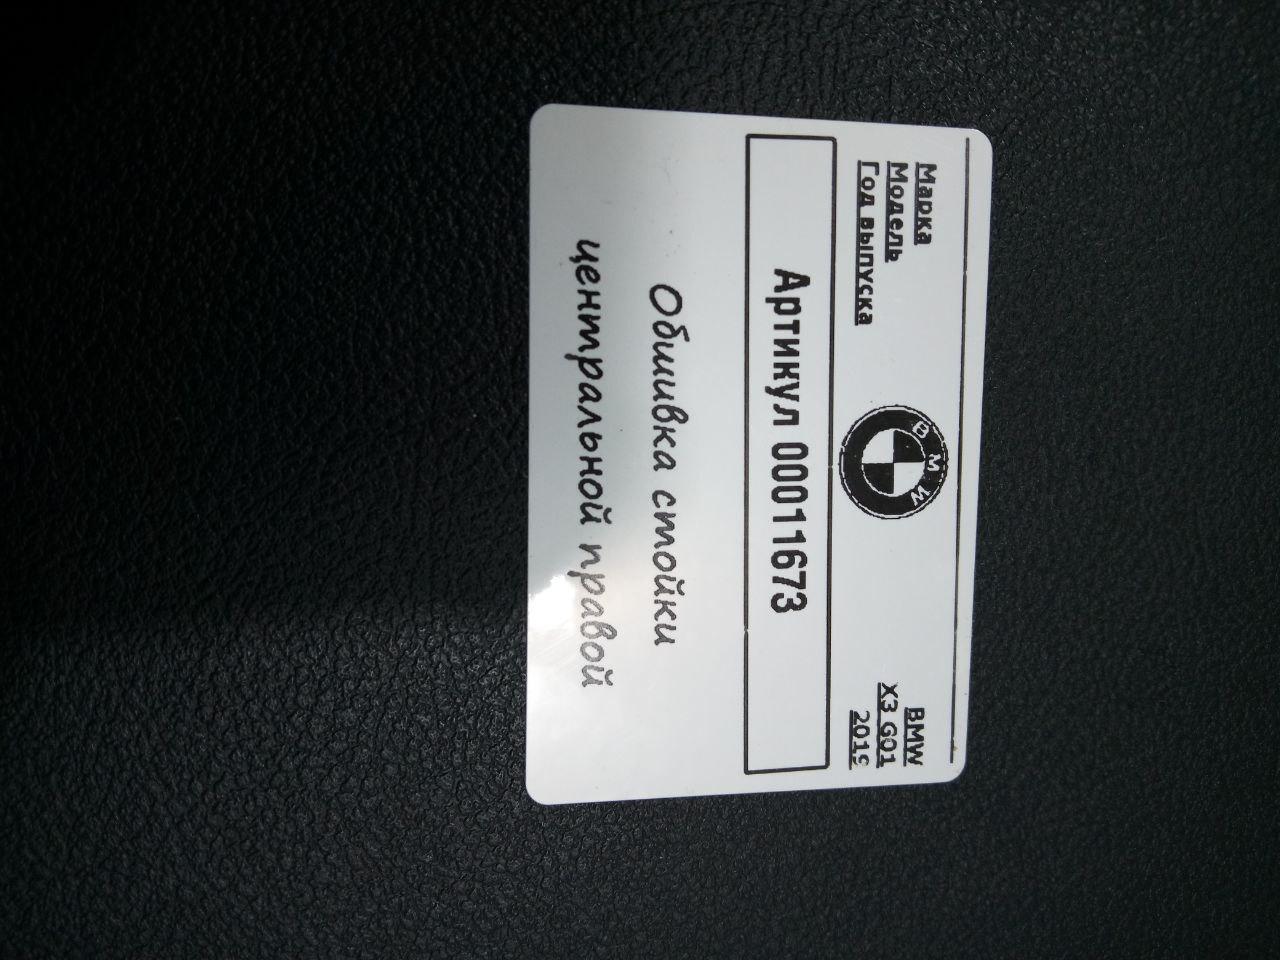 Марка BMW
Модель X3 G01
Год выпуска 2019
BMW
Артикул 00011673
Обшивка стойки
центральной правой